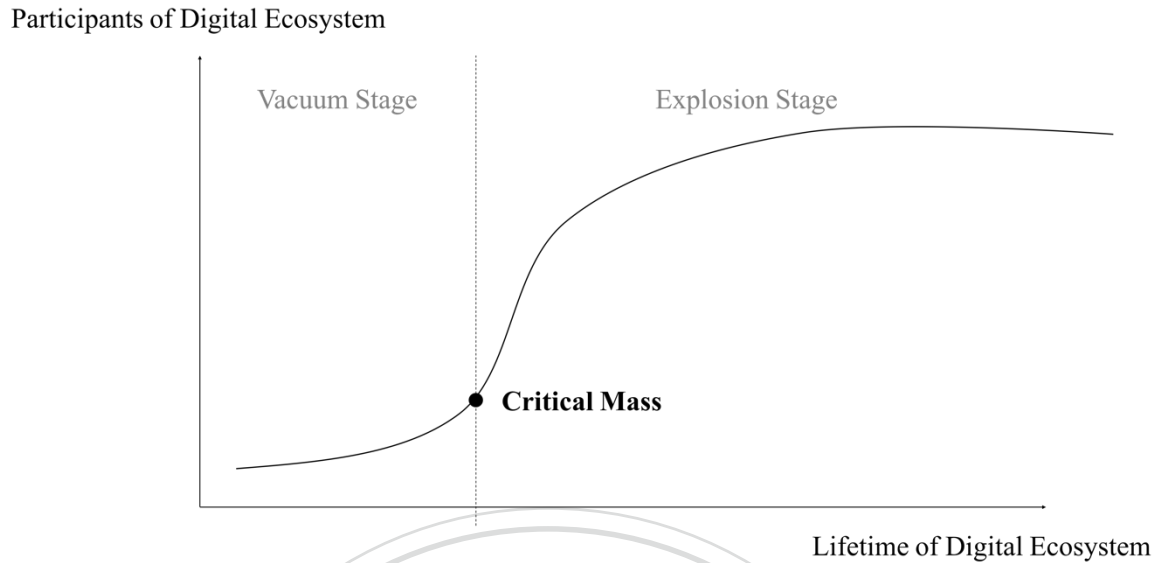 Participants of Digital Ecosystem
Vacuum Stage
Explosion Stage
Critical Mass
Lifetime of Digital Ecosystem